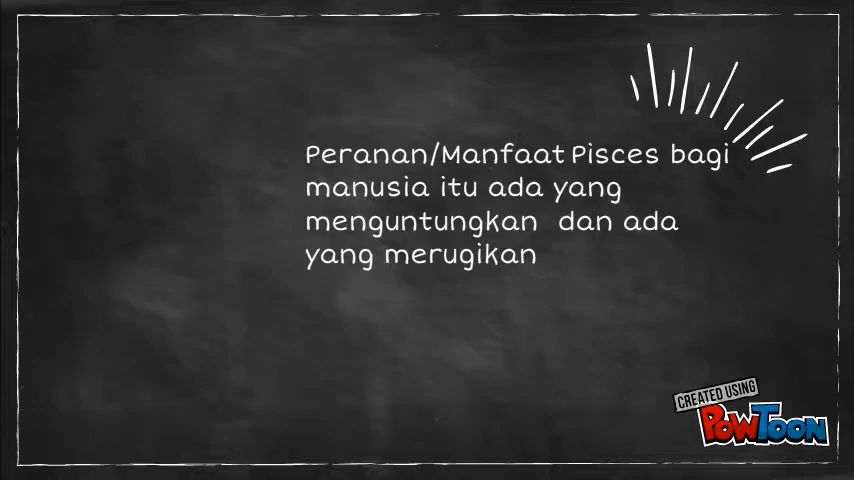 Peranan/Manfaat Pisces bagi
manusia itu ada yang
menguntungkan dan ada
yang merugikan
CREATED USING
POWTOON